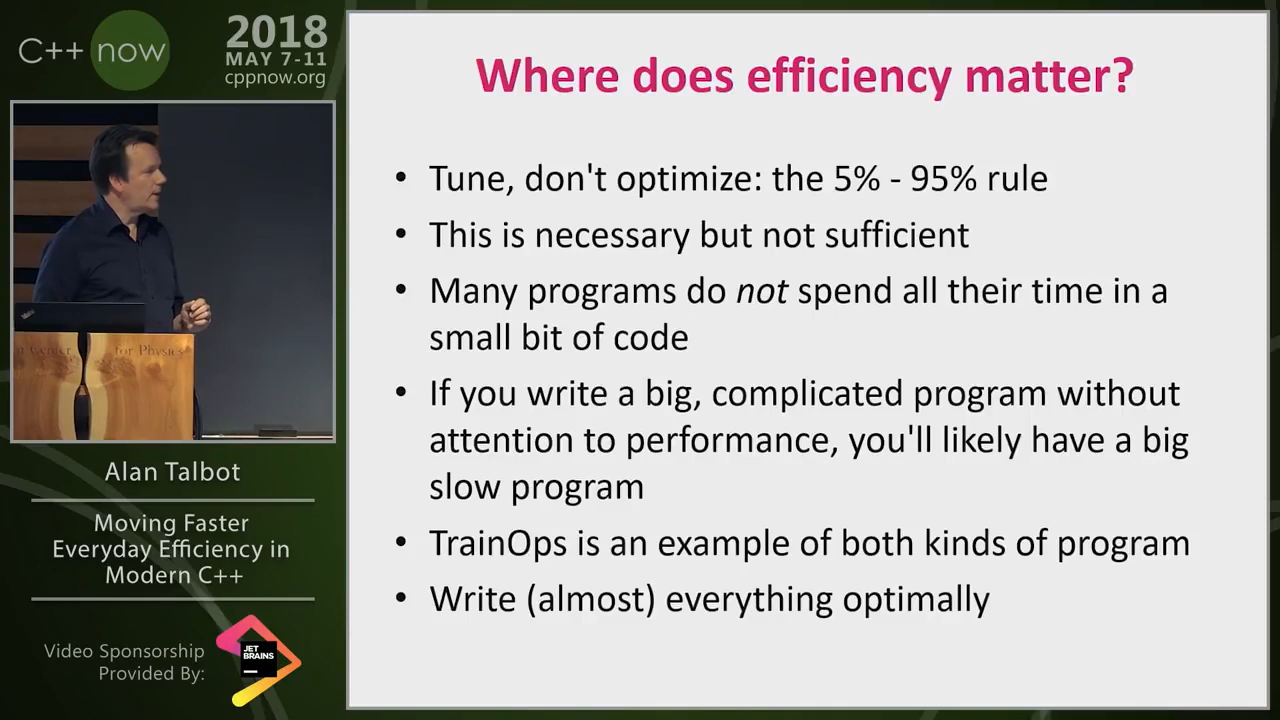 C++ now
2018
MAY 7-11
cppnow.org
for Physics
Alan Talbot
Moving Faster
Everyday Efficiency in
Modern C++
Video Sponsorship
Provided By:
JET
BRAINS
Where does efficiency matter?
• Tune, don't optimize: the 5% - 95% rule
• This is necessary but not sufficient
• Many programs do not spend all their time in a
small bit of code
• If you write a big, complicated program without
attention to performance, you'll likely have a big
slow program
• TrainOps is an example of both kinds of program
• Write (almost) everything optimally